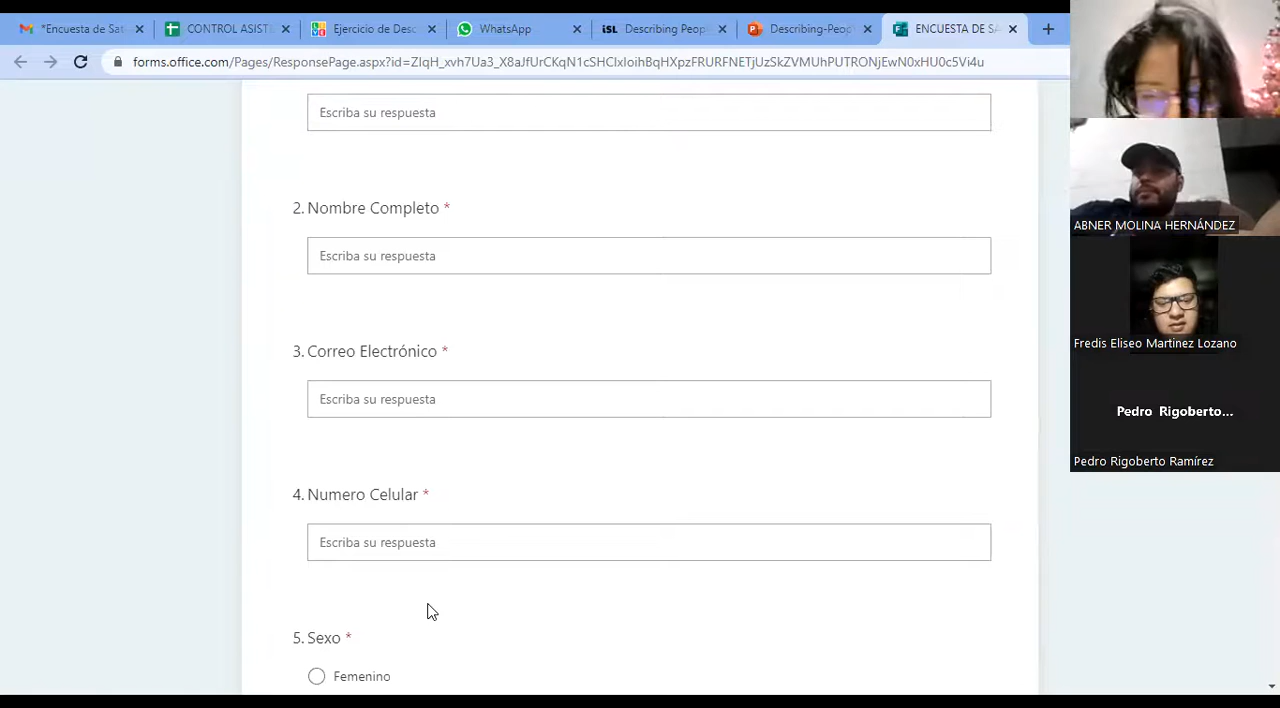 *Encuesta de Sat
CONTROL ASIST
Ejercicio de Desc
WhatsApp
iSL
Describing Peopl
Describing-Peop
ENCUESTA DE SA
forms.office.com/Pages/ResponsePage.aspx?id=ZIqH_xvh7Ua3_X8aJfUrCKqN1cSHClxIoihBqHXpzFRURFNETjUzSkZVMUhPUTRONjEwN0xHU0c5Vi4u
Escriba su respuesta
2. Nombre Completo *
Escriba su respuesta
3. Correo Electrónico *
Escriba su respuesta
4. Numero Celular *
Escriba su respuesta
5. Sexo *
Femenino
ABNER MOLINA HERNÁNDEZ
Fredis Eliseo Martinez Lozano
Pedro Rigoberto...
Pedro Rigoberto Ramírez